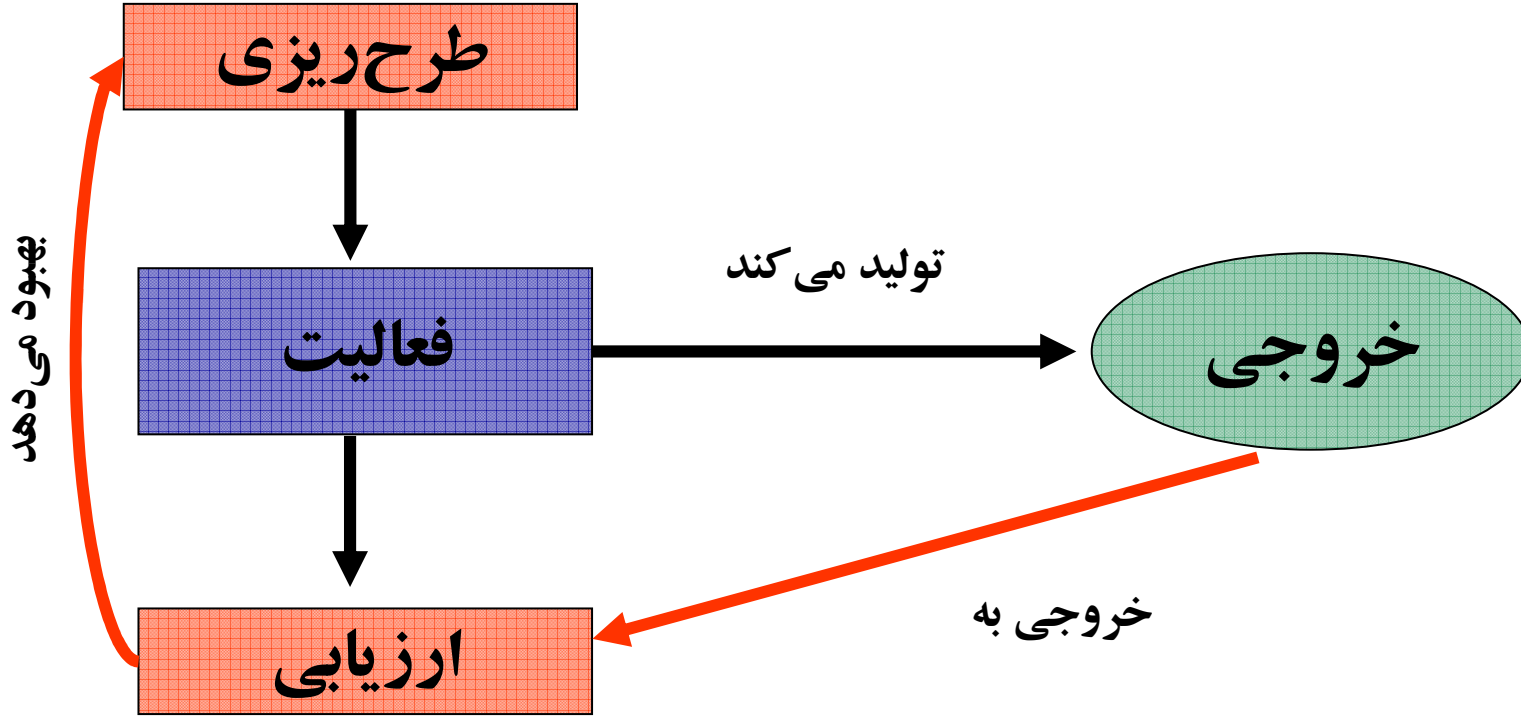 طرح‌ریزی
تولید می‌کند
بهبود می‌دهد
فعالیت
خروجی
خروجی به
ارزیابی